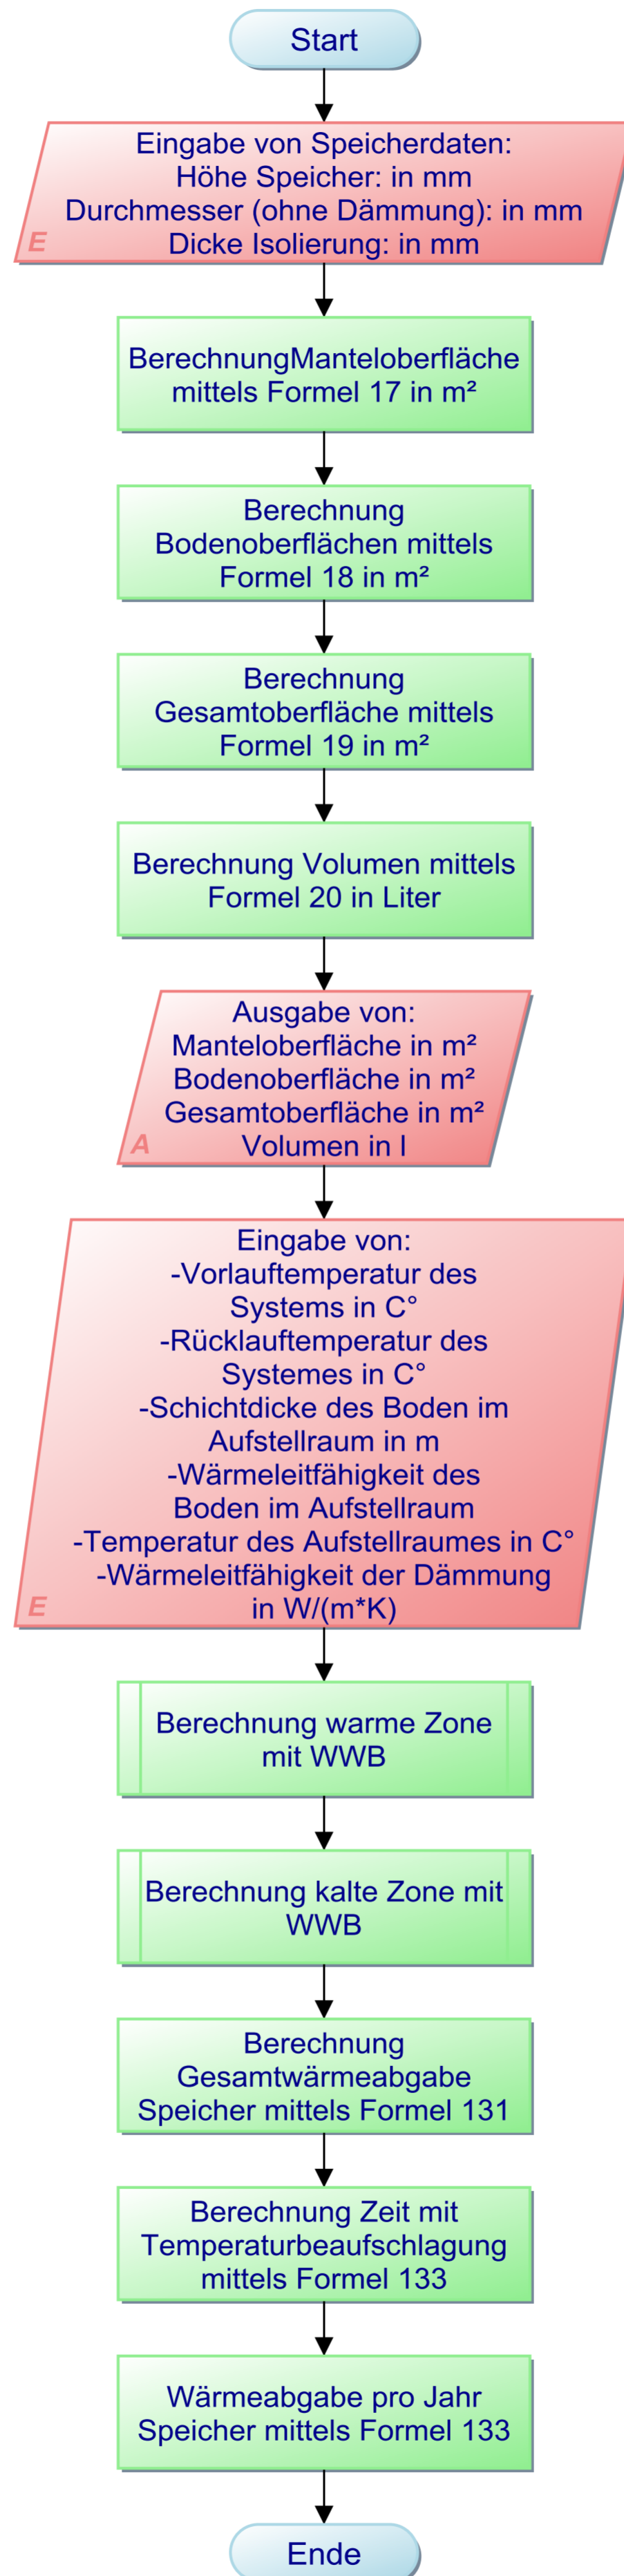 Start
Eingabe von Speicherdaten:
Höhe Speicher: in mm
Durchmesser (ohne Dämmung): in mm
Dicke Isolierung: in mm
E
BerechnungManteloberfläche
mittels Formel 17 in m²
Berechnung
Bodenoberflächen mittels
Formel 18 in m²
Berechnung
Gesamtoberfläche mittels
Formel 19 in m²
Berechnung Volumen mittels
Formel 20 in Liter
Ausgabe von:
Manteloberfläche in m²
Bodenoberfläche in m²
Gesamtoberfläche in m²
Volumen in l
A
Eingabe von:
-Vorlauftemperatur des
Systems in C°
-Rücklauftemperatur des
Systemes in C°
-Schichtdicke des Boden im
Aufstellraum in m
-Wärmeleitfähigkeit des
Boden im Aufstellraum
-Temperatur des Aufstellraumes in C°
-Wärmeleitfähigkeit der Dämmung
in W/(m*K)
E
Berechnung warme Zone
mit WWB
Berechnung kalte Zone mit
WWB
Berechnung
Gesamtwärmeabgabe
Speicher mittels Formel 131
Berechnung Zeit mit
Temperaturbeaufschlagung
mittels Formel 133
Wärmeabgabe pro Jahr
Speicher mittels Formel 133
Ende